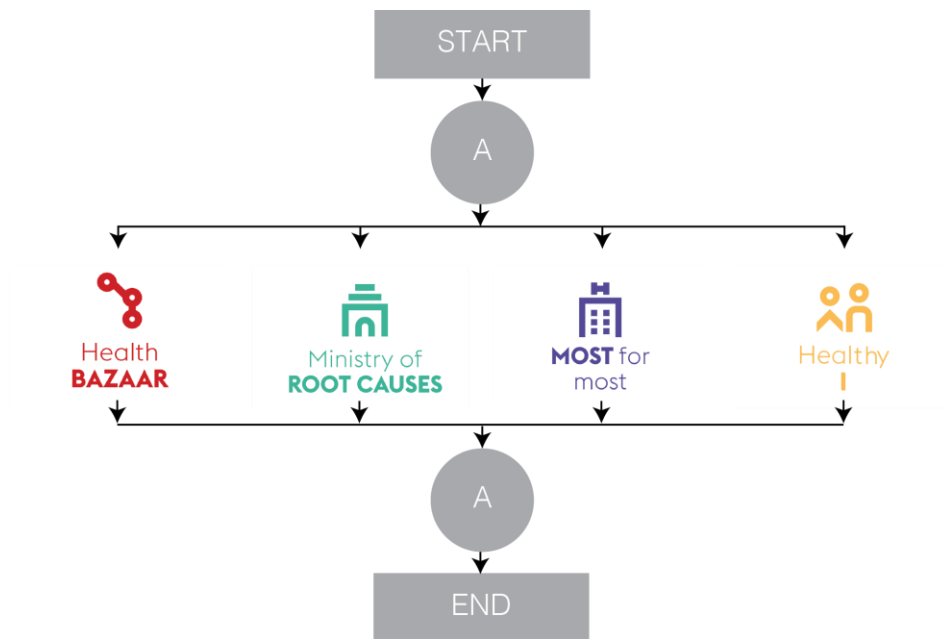 START
A
Health
BAZAAR
Ministry of
ROOT CAUSES
MOST for
most
Healthy
I
A
END